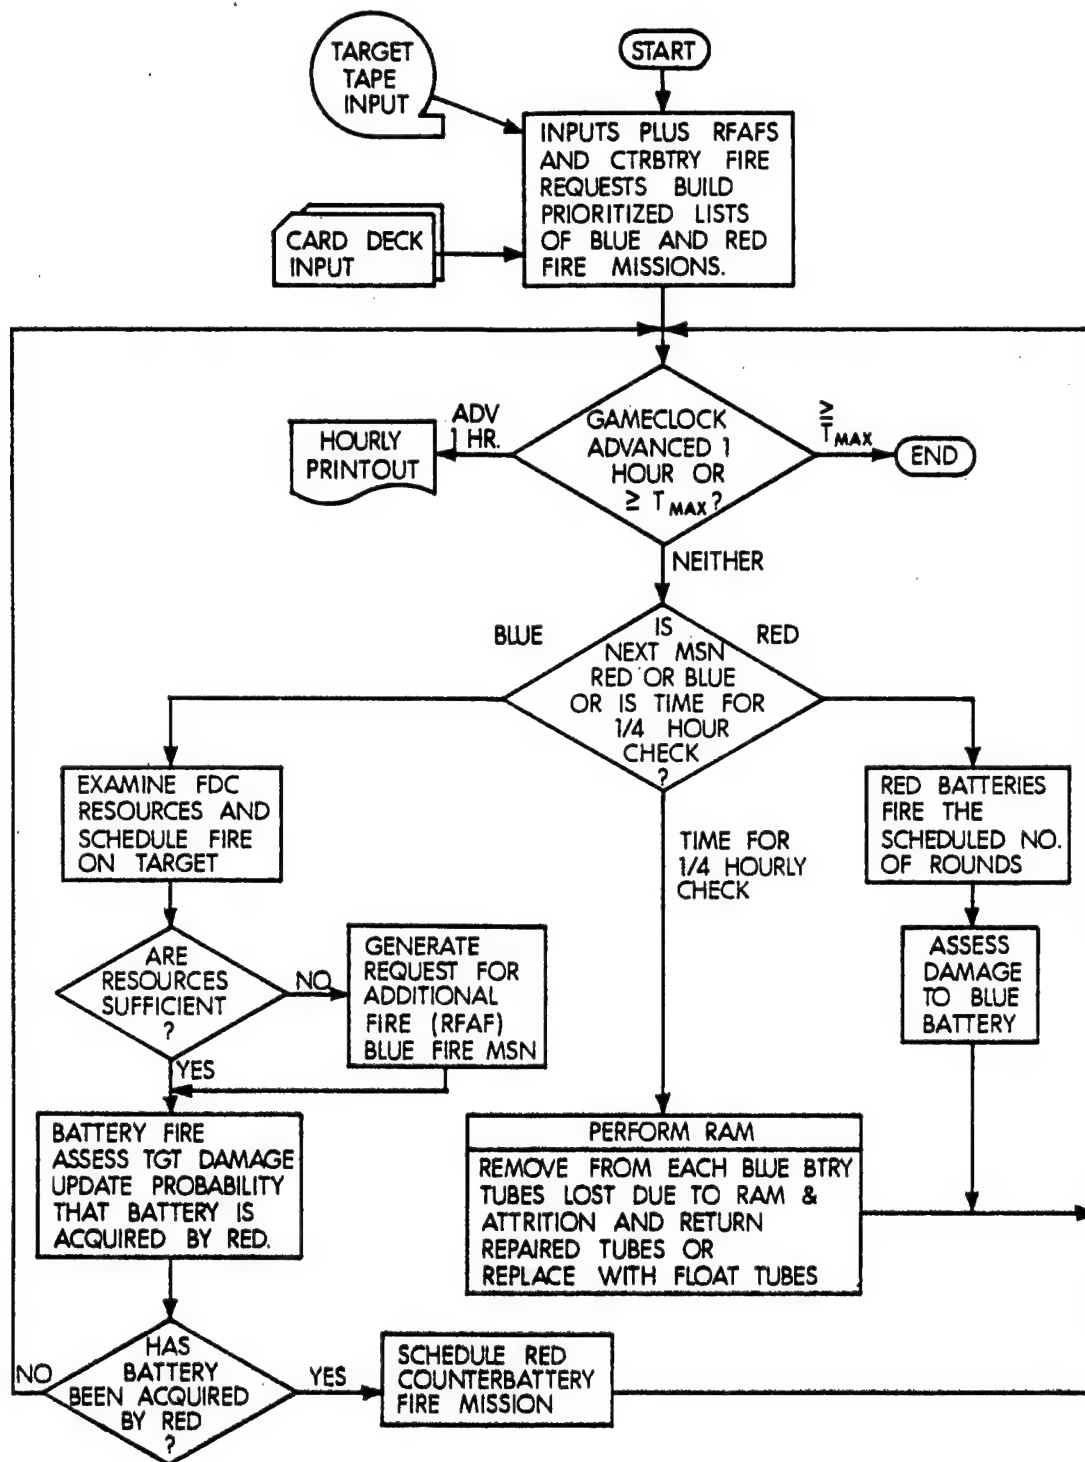 TARGET
TAPE
INPUT
START
INPUTS PLUS RFAFS
AND CTRBTRY FIRE
REQUESTS BUILD
PRIORITIZED LISTS
OF BLUE AND RED
FIRE MISSIONS.
CARD DECK
INPUT
GAMECLOCK
ADVANCED 1
HOUR OR
≥ TMAX?
ADV
1 HR.
HOURLY
PRINTOUT
≥
TMAX
END
NEITHER
IS
NEXT MSN
RED OR BLUE
OR IS TIME FOR
1/4 HOUR
CHECK
?
BLUE
RED
EXAMINE FDC
RESOURCES AND
SCHEDULE FIRE
ON TARGET
TIME FOR
1/4 HOURLY
CHECK
RED BATTERIES
FIRE THE
SCHEDULED NO.
OF ROUNDS
ARE
RESOURCES
SUFFICIENT
?
NO
GENERATE
REQUEST FOR
ADDITIONAL
FIRE (RFAF)
BLUE FIRE MSN
ASSESS
DAMAGE
TO BLUE
BATTERY
YES
BATTERY FIRE
ASSESS TGT DAMAGE
UPDATE PROBABILITY
THAT BATTERY IS
ACQUIRED BY RED.
PERFORM RAM
REMOVE FROM EACH BLUE BTRY
TUBES LOST DUE TO RAM &
ATTRITION AND RETURN
REPAIRED TUBES OR
REPLACE WITH FLOAT TUBES
HAS
BATTERY
BEEN ACQUIRED
BY RED
?
NO
YES
SCHEDULE RED
COUNTERBATTERY
FIRE MISSION